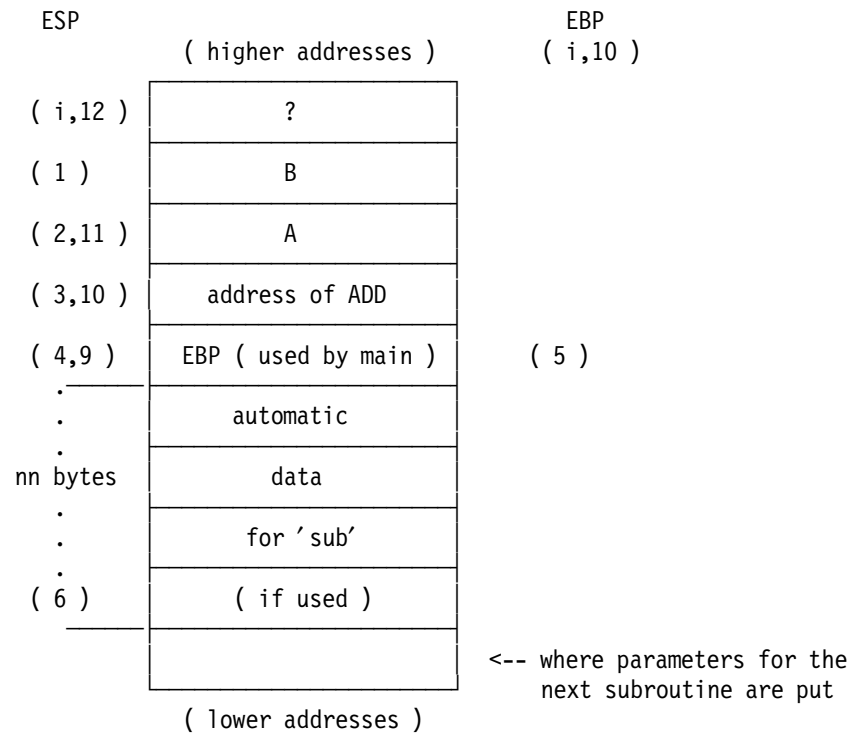 ESP EBP
( higher addresses ) ( i,10 )
( i,12 ) ?
( 1 ) B
( 2,11 ) A
( 3,10 ) address of ADD
( 4,9 ) EBP ( used by main ) ( 5 )
.
. automatic
.
nn bytes data
.
. for ′sub′
.
( 6 ) ( if used )
<-- where parameters for the
next subroutine are put
( lower addresses )